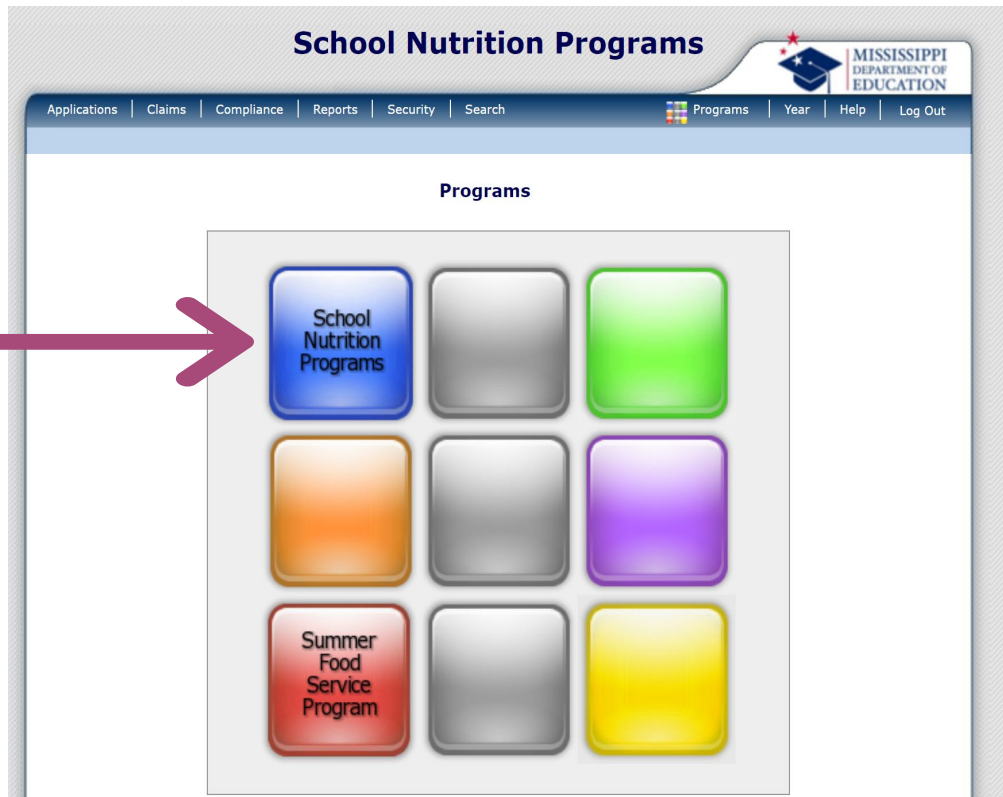 School Nutrition Programs
MISSISSIPPI
DEPARTMENT OF
EDUCATION
Applications | Claims | Compliance | Reports | Security | Search Programs | Year | Help | Log Out
Programs
School
Nutrition
Programs
Summer
Food
Service
Program